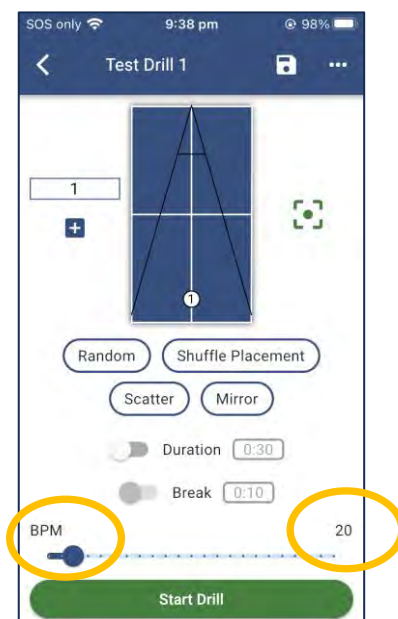 SOS only 9:38 pm 98%
Test Drill 1
1
1
Random Shuffle Placement
Scatter Mirror
Duration 0:30
Break 0:10
BPM 20
Start Drill